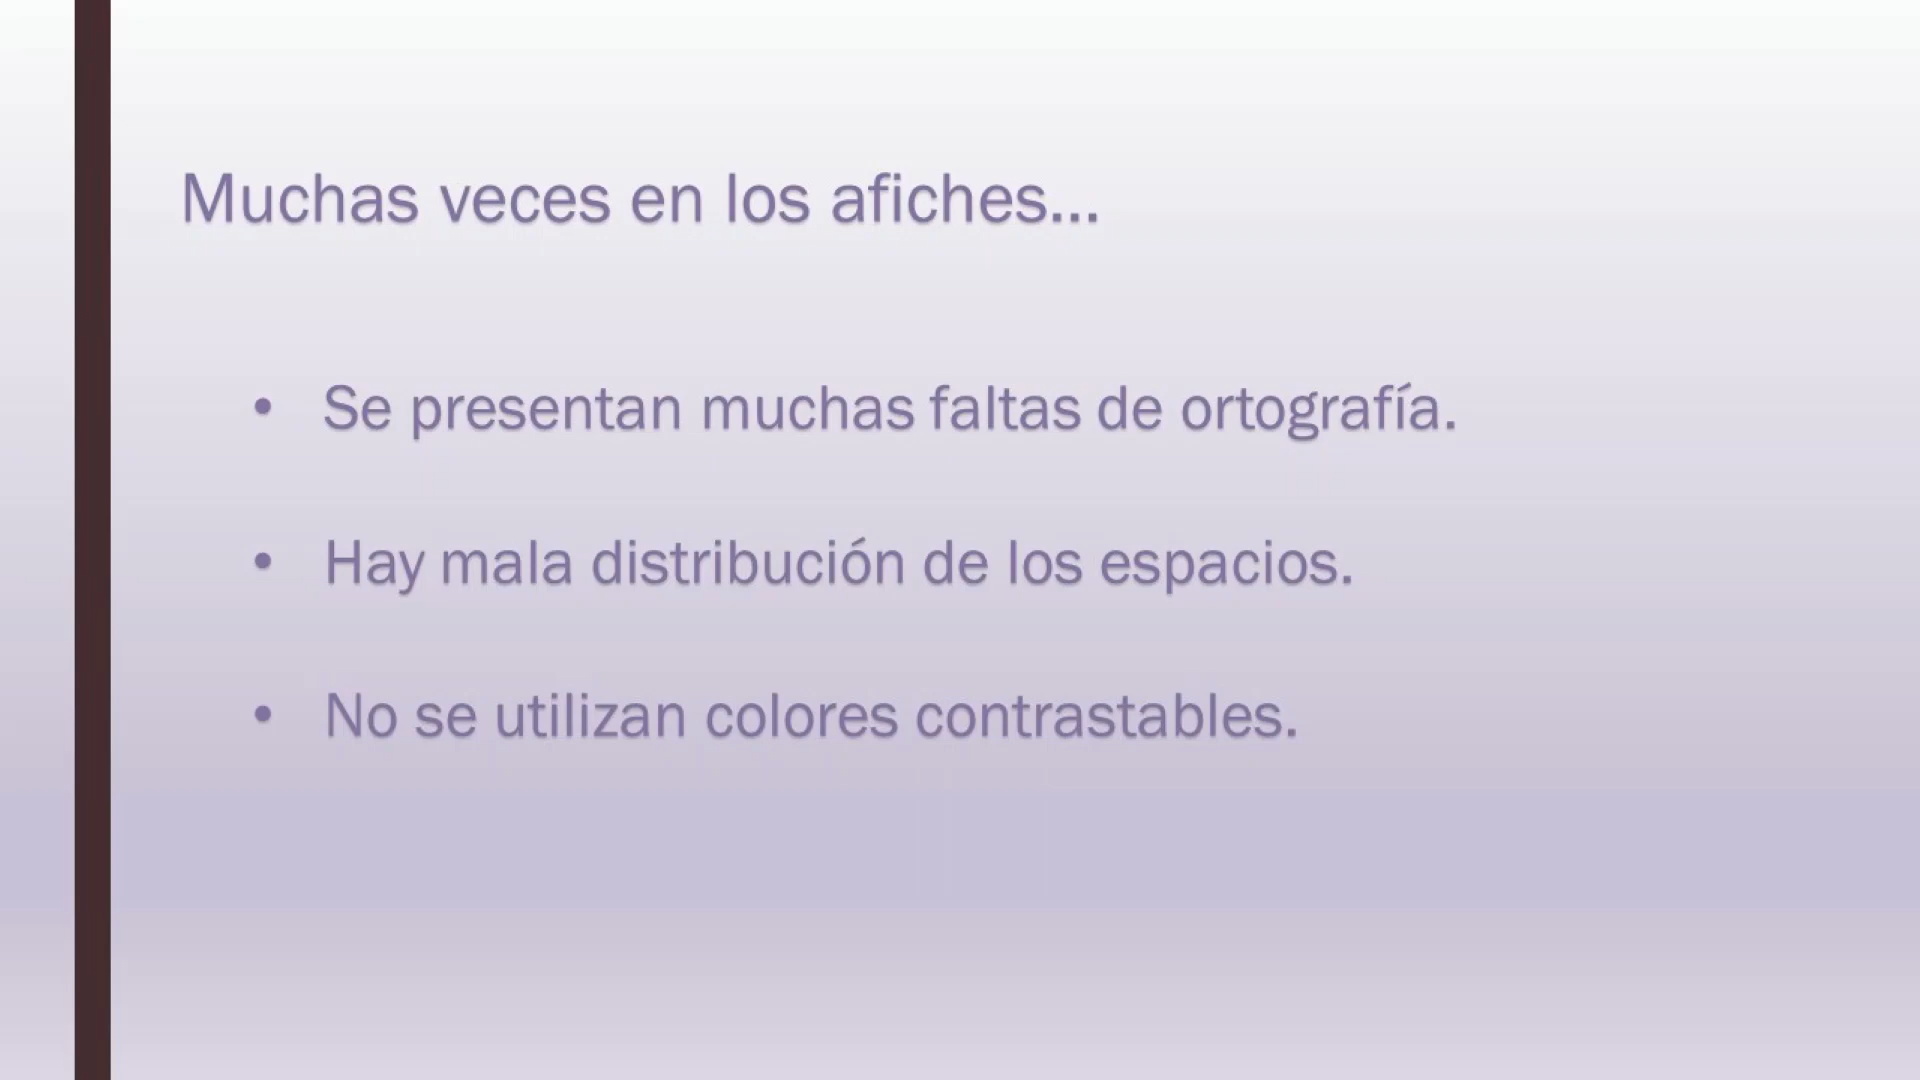 Muchas veces en los afiches...
• Se presentan muchas faltas de ortografía.
• Hay mala distribución de los espacios.
• No se utilizan colores contrastables.